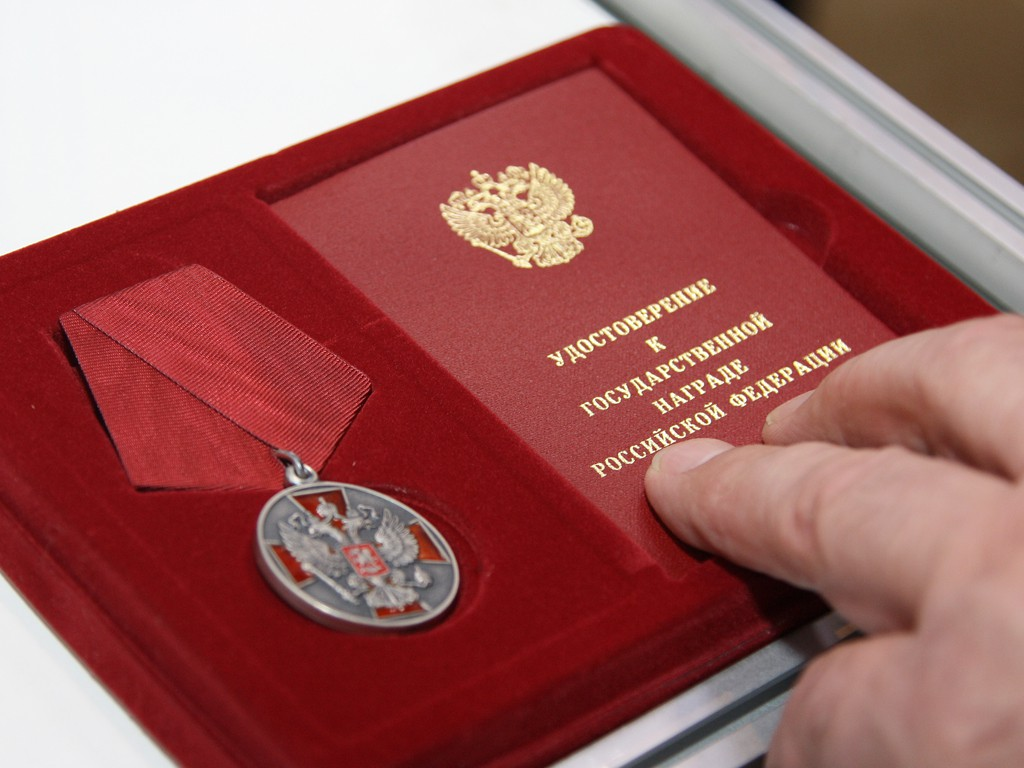 УДОСТОВЕРЕНИЕ
К
ГОСУДАРСТВЕННОЙ
НАГРАДЕ
РОССИЙСКОЙ ФЕДЕРАЦИИ